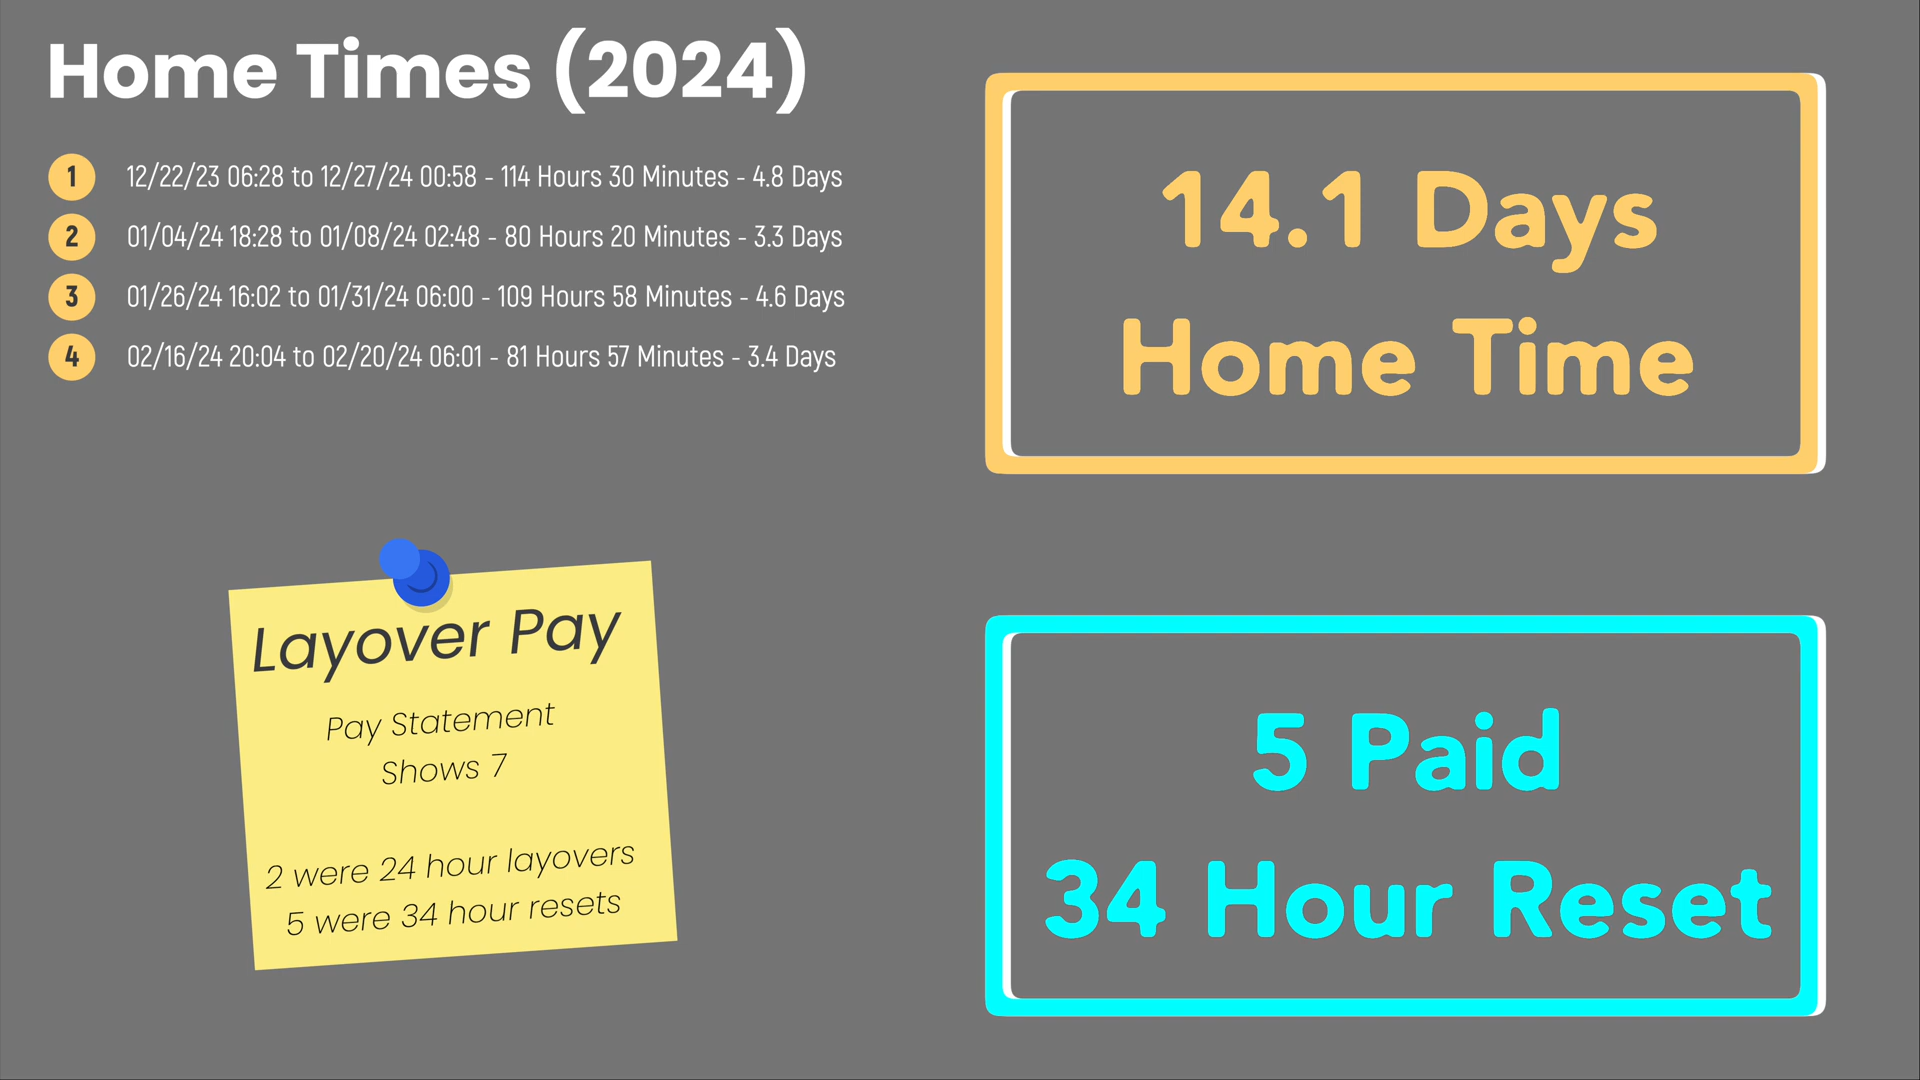 Home Times (2024)
1 12/22/23 06:28 to 12/27/24 00:58 - 114 Hours 30 Minutes - 4.8 Days
2 01/04/24 18:28 to 01/08/24 02:48 - 80 Hours 20 Minutes - 3.3 Days
3 01/26/24 16:02 to 01/31/24 06:00 - 109 Hours 58 Minutes - 4.6 Days
4 02/16/24 20:04 to 02/20/24 06:01 - 81 Hours 57 Minutes - 3.4 Days
14.1 Days
Home Time
Layover Pay
Pay Statement
Shows 7
2 were 24 hour layovers
5 were 34 hour resets
5 Paid
34 Hour Reset